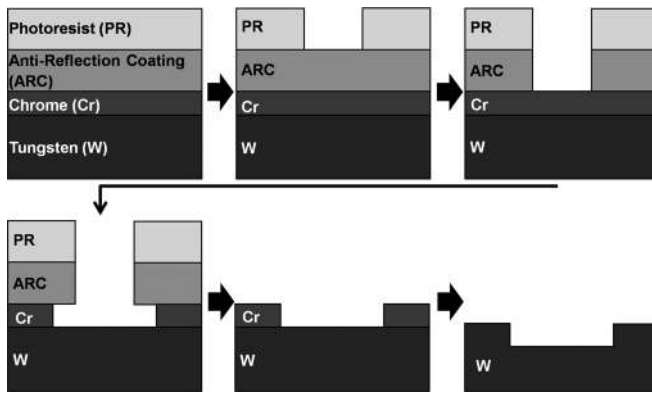 Photoresist (PR)
Anti-Reflection Coating
(ARC)
Chrome (Cr)
Tungsten (W)
PR
ARC
Cr
W
PR
ARC
Cr
W
PR
ARC
Cr
W
Cr
W
W